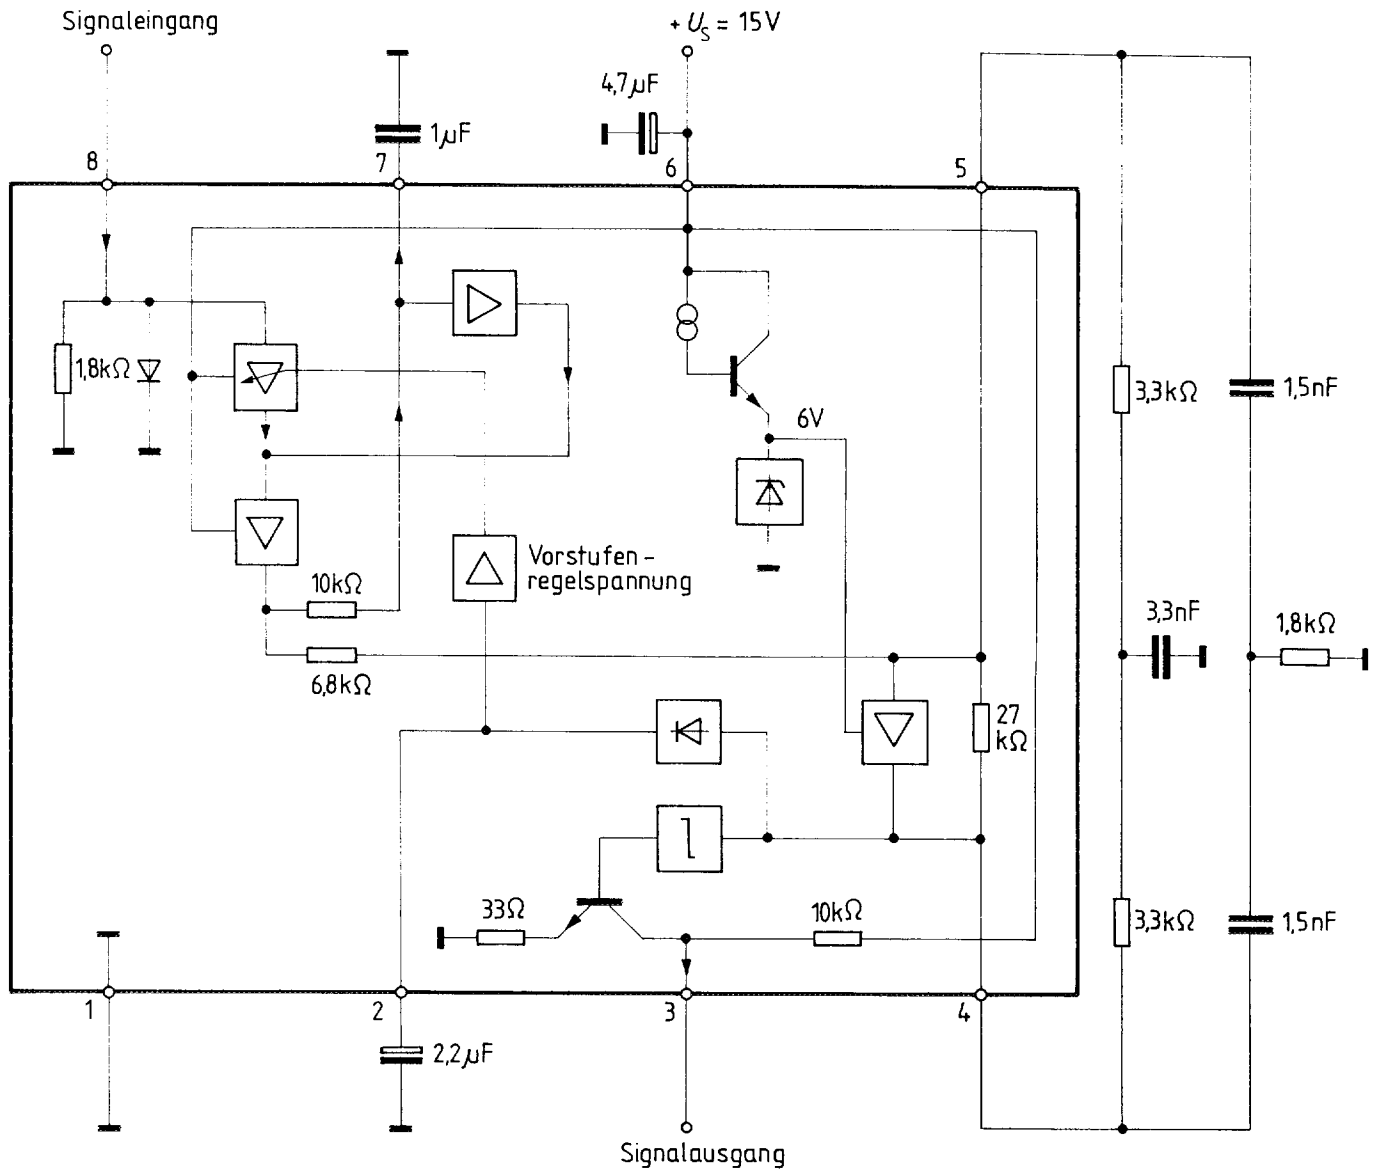 Signaleingang
+ U_S = 15V
4,7µF
1µF
8
7
6
5
1,8kΩ
3,3kΩ
1,5nF
6V
Vorstufen-
regelspannung
10kΩ
6,8kΩ
3,3nF
1,8kΩ
27
kΩ
33Ω
10kΩ
3,3kΩ
1,5nF
1
2
3
4
2,2µF
Signalausgang